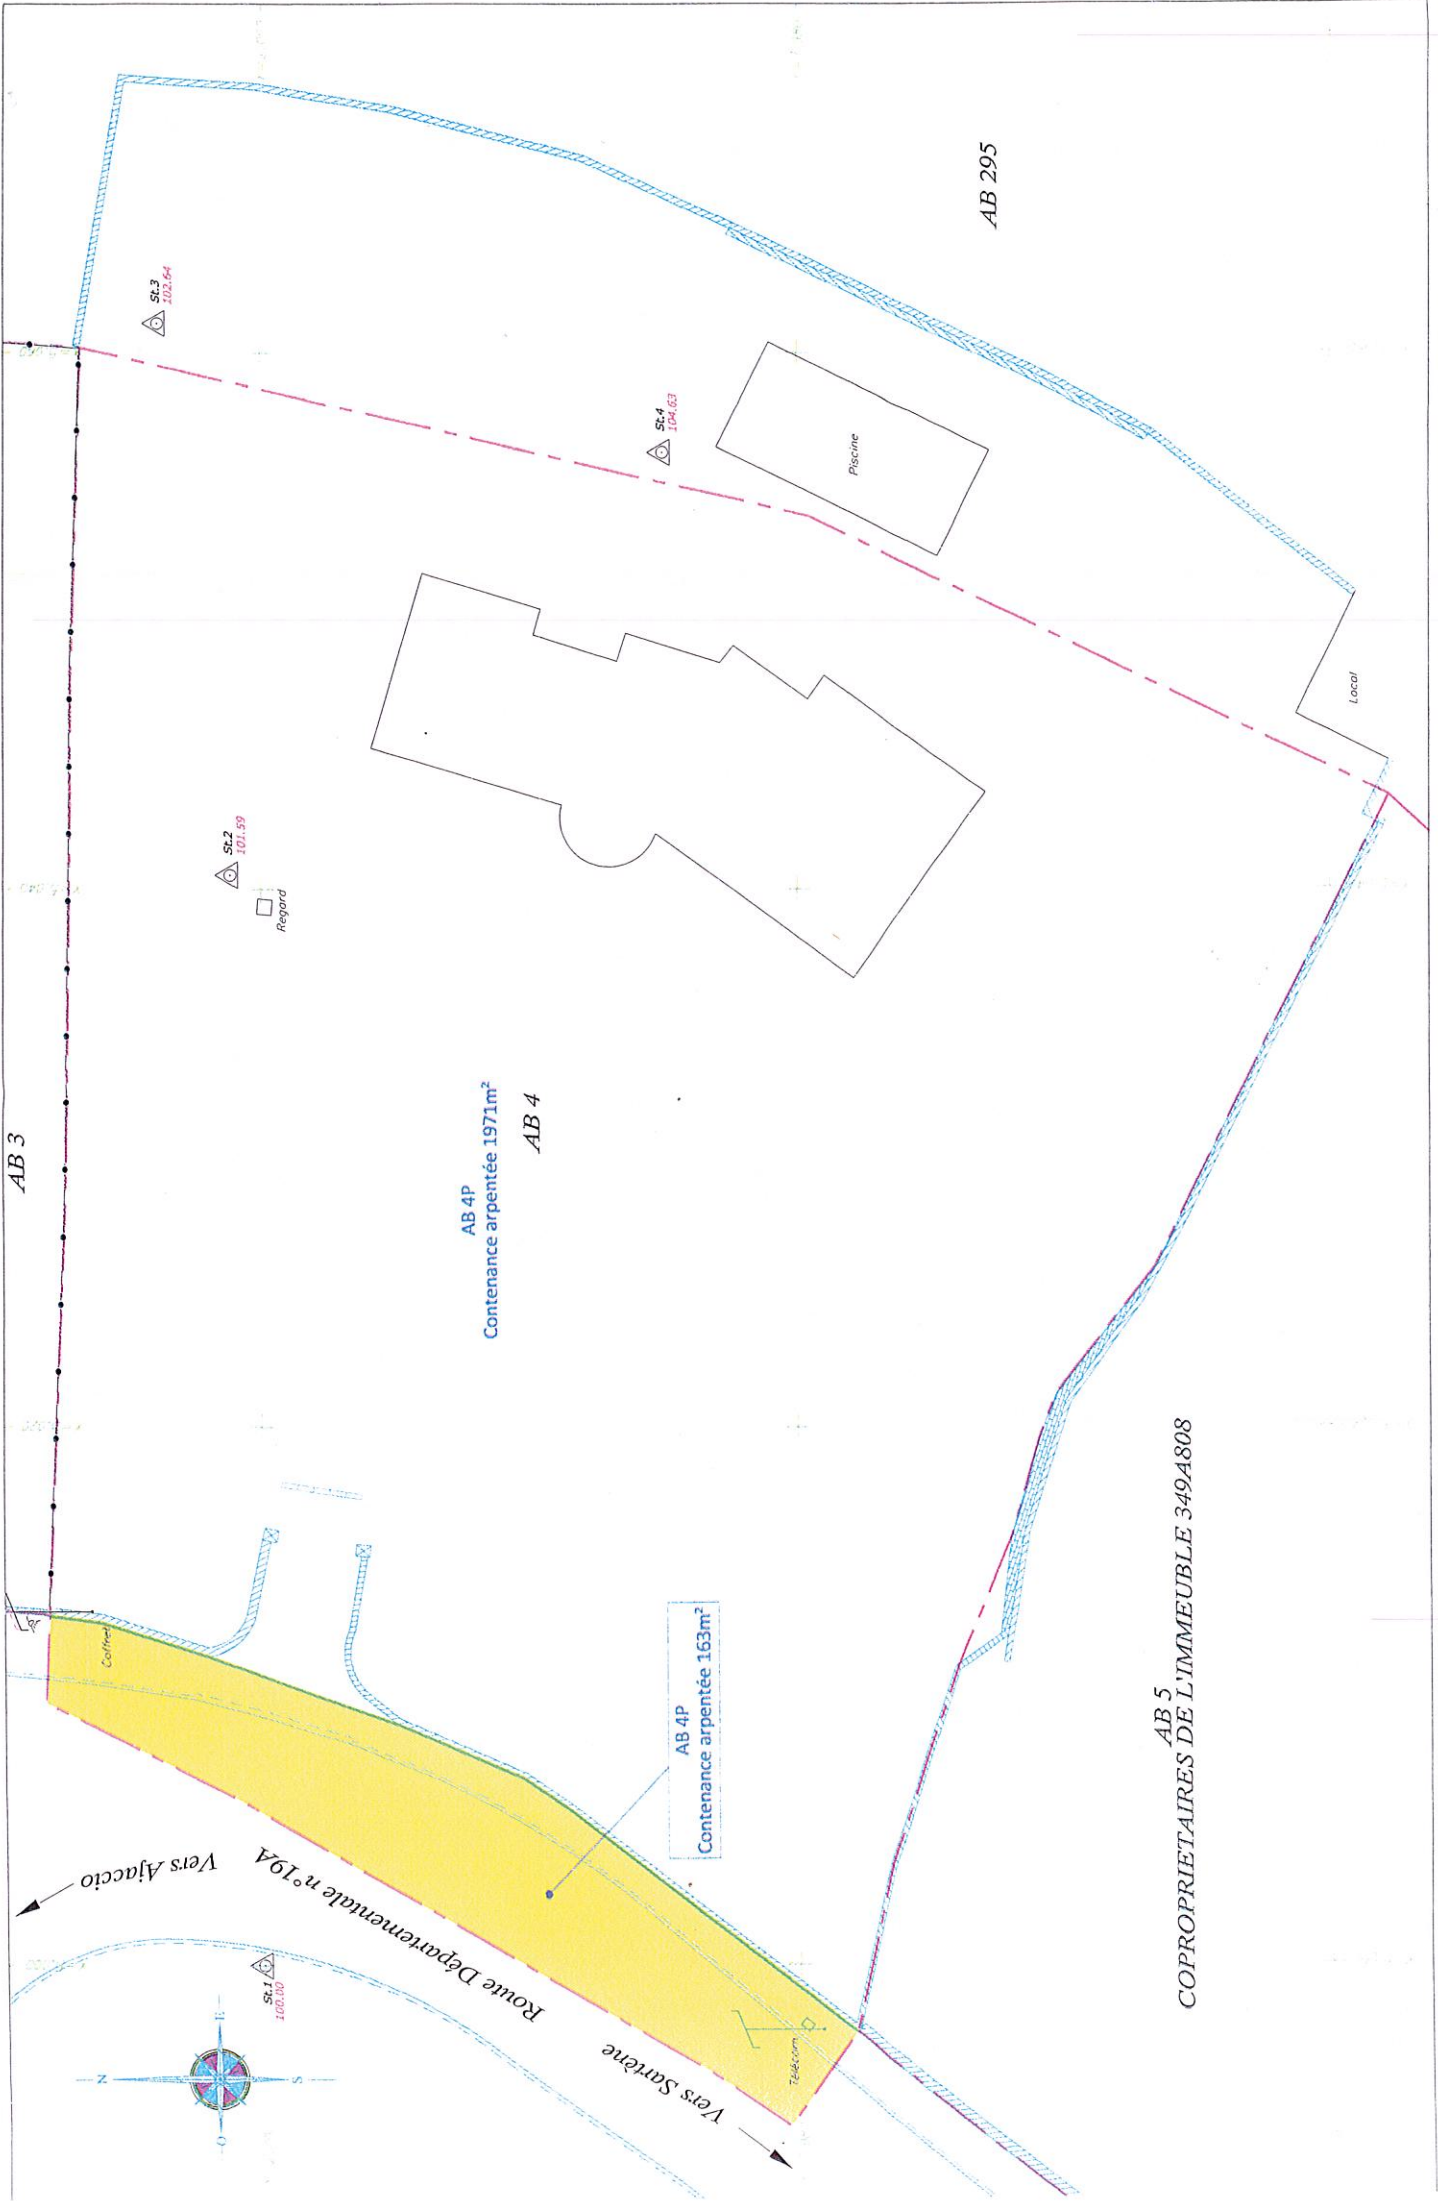 AB 3
AB 295
St.3
102.64
St.4
104.63
Piscine
Local
St.2
101.59
Regard
AB 4P
Contenance arpentée 1971m²
AB 4
Coffret
AB 4P
Contenance arpentée 163m²
AB 5
COPROPRIETAIRES DE L'IMMEUBLE 349A808
Vers Ajaccio
Route Départementale n°19A
Vers Sartène
St.1
100.00
Télécom
N
E
S
O